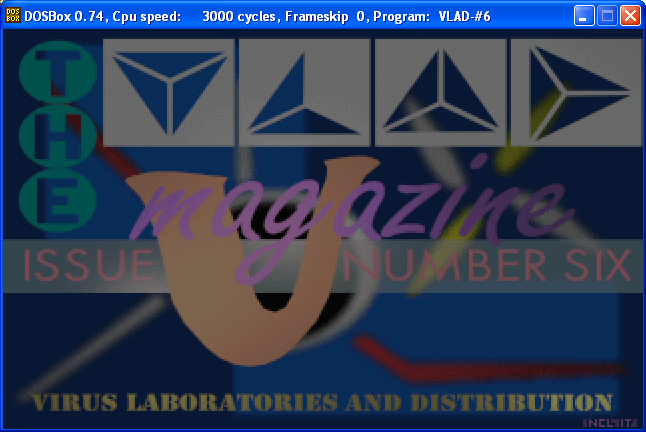 DOSBox 0.74, Cpu speed: 3000 cycles, Frameskip 0, Program: VLAD-#6
THE
magazine
ISSUE NUMBER SIX
VIRUS LABORATORIES AND DISTRIBUTION